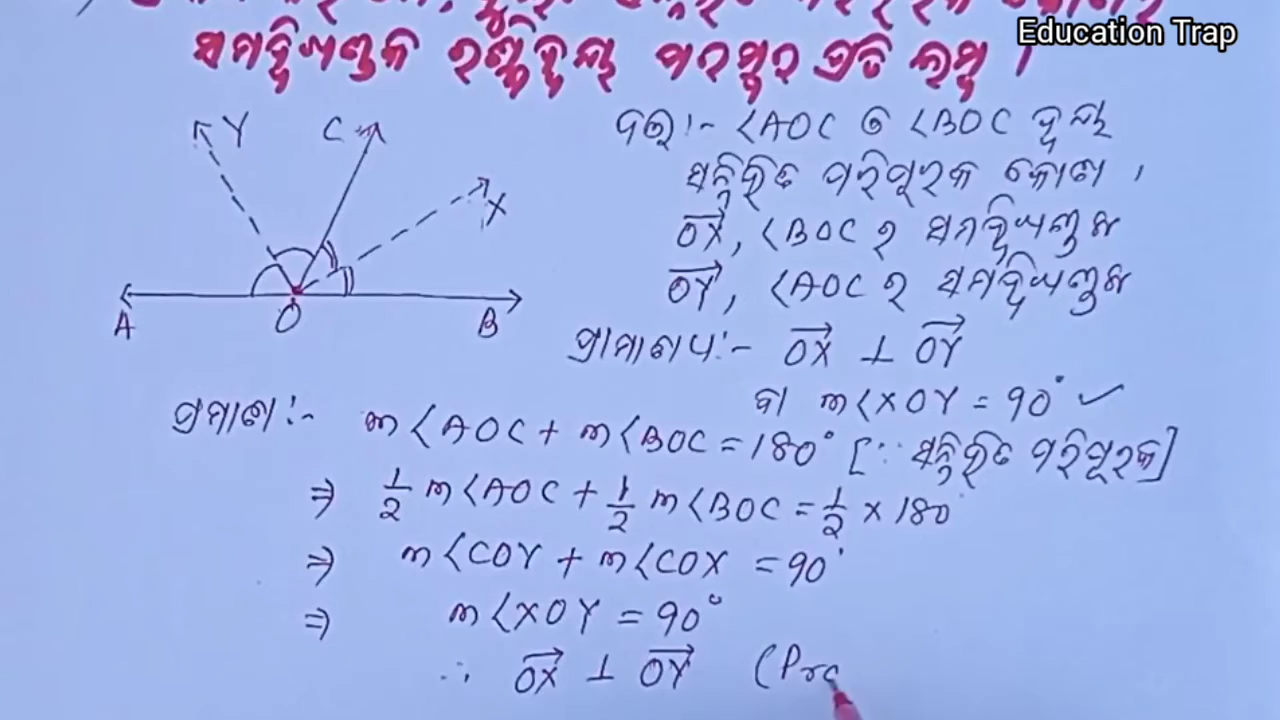 Education Trap
ସମଦ୍ୱିଖଣ୍ଡକ ରଶ୍ମିଦ୍ୱୟ ପରସ୍ପର ପ୍ରତି ଲମ୍ବ ।
Y C X A O B
ଦତ୍ତ :- <AOC ଓ <BOC ଦ୍ୱୟ
ସନ୍ନିହିତ ପରିପୂରକ କୋଣ ।
OX, <BOC ର ସମଦ୍ୱିଖଣ୍ଡକ
OY, <AOC ର ସମଦ୍ୱିଖଣ୍ଡକ
ପ୍ରାମାଣ୍ୟ :- OX ⊥ OY
ବା m<XOY = 90° ✓
ପ୍ରମାଣ :- m<AOC + m<BOC = 180° [∵ ସନ୍ନିହିତ ପରିପୂରକ]
⇒ 1/2 m<AOC + 1/2 m<BOC = 1/2 × 180
⇒ m<COY + m<COX = 90°
⇒ m<XOY = 90°
∴ OX ⊥ OY (Pro